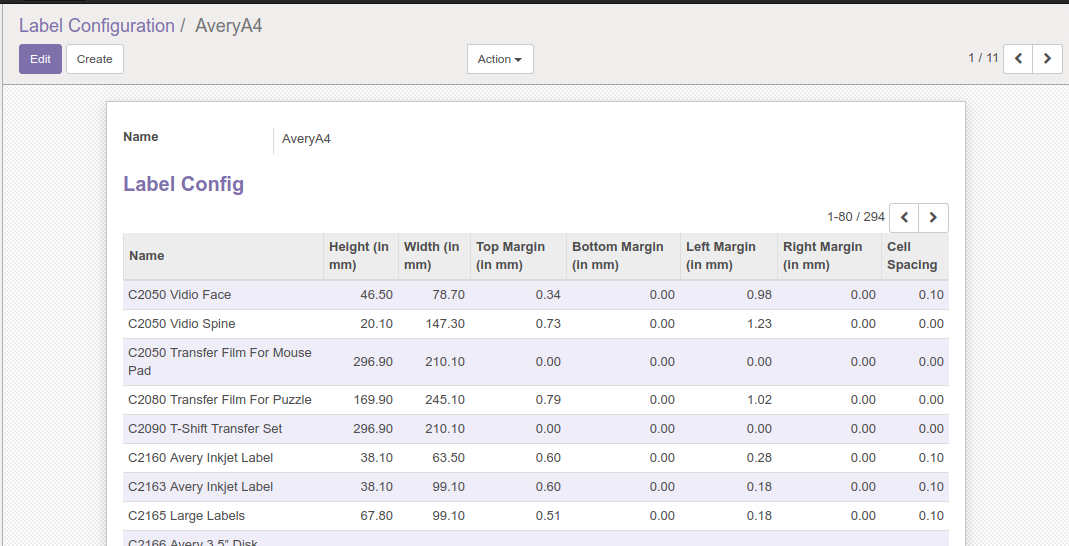 Label Configuration / AveryA4
Edit Create Action 1 / 11
Name AveryA4
Label Config
1-80 / 294
Name Height (in mm) Width (in mm) Top Margin (in mm) Bottom Margin (in mm) Left Margin (in mm) Right Margin (in mm) Cell Spacing
C2050 Vidio Face 46.50 78.70 0.34 0.00 0.98 0.00 0.10
C2050 Vidio Spine 20.10 147.30 0.73 0.00 1.23 0.00 0.00
C2050 Transfer Film For Mouse Pad 296.90 210.10 0.00 0.00 0.00 0.00 0.00
C2080 Transfer Film For Puzzle 169.90 245.10 0.79 0.00 1.02 0.00 0.00
C2090 T-Shift Transfer Set 296.90 210.10 0.00 0.00 0.00 0.00 0.00
C2160 Avery Inkjet Label 38.10 63.50 0.60 0.00 0.28 0.00 0.10
C2163 Avery Inkjet Label 38.10 99.10 0.60 0.00 0.18 0.00 0.10
C2165 Large Labels 67.80 99.10 0.51 0.00 0.18 0.00 0.10
C2166 Avery 3.5" Disk